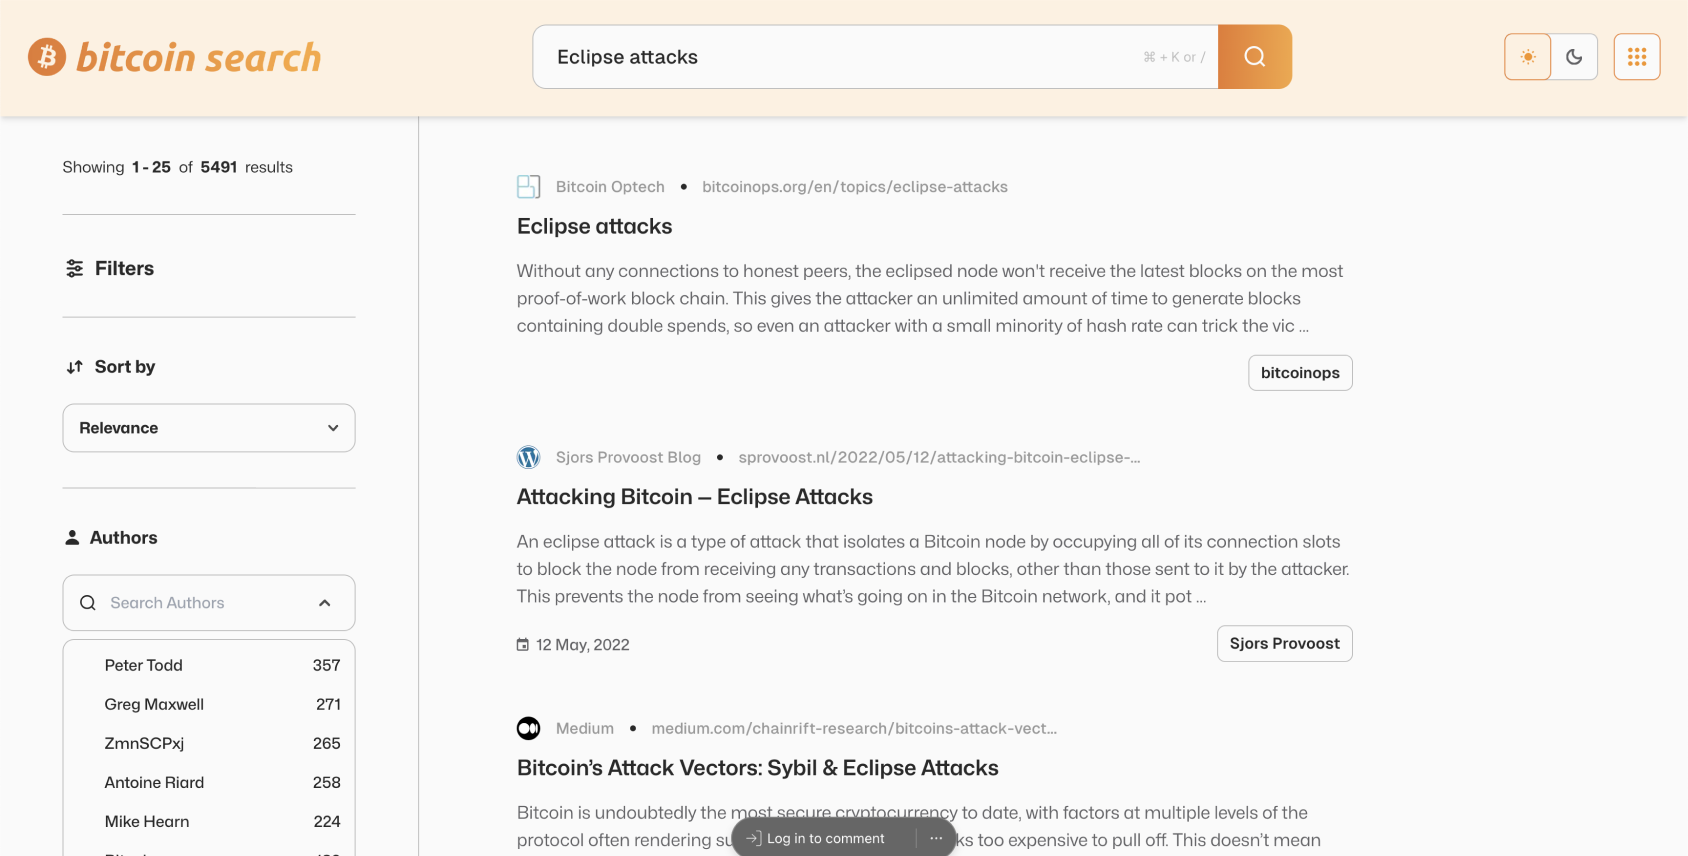 bitcoin search
Eclipse attacks
⌘ + K or /
Showing 1 - 25 of 5491 results
Filters
Sort by
Relevance
Authors
Search Authors
Peter Todd 357
Greg Maxwell 271
ZmnSCPxj 265
Antoine Riard 258
Mike Hearn 224
Bitcoin Optech • bitcoinops.org/en/topics/eclipse-attacks
Eclipse attacks
Without any connections to honest peers, the eclipsed node won't receive the latest blocks on the most
proof-of-work block chain. This gives the attacker an unlimited amount of time to generate blocks
containing double spends, so even an attacker with a small minority of hash rate can trick the vic ...
bitcoinops
Sjors Provoost Blog • sprovoost.nl/2022/05/12/attacking-bitcoin-eclipse-...
Attacking Bitcoin – Eclipse Attacks
An eclipse attack is a type of attack that isolates a Bitcoin node by occupying all of its connection slots
to block the node from receiving any transactions and blocks, other than those sent to it by the attacker.
This prevents the node from seeing what’s going on in the Bitcoin network, and it pot ...
12 May, 2022
Sjors Provoost
Medium • medium.com/chainrift-research/bitcoins-attack-vect...
Bitcoin’s Attack Vectors: Sybil & Eclipse Attacks
Bitcoin is undoubtedly the most secure cryptocurrency to date, with factors at multiple levels of the
protocol often rendering too expensive to pull off. This doesn’t mean
Log in to comment